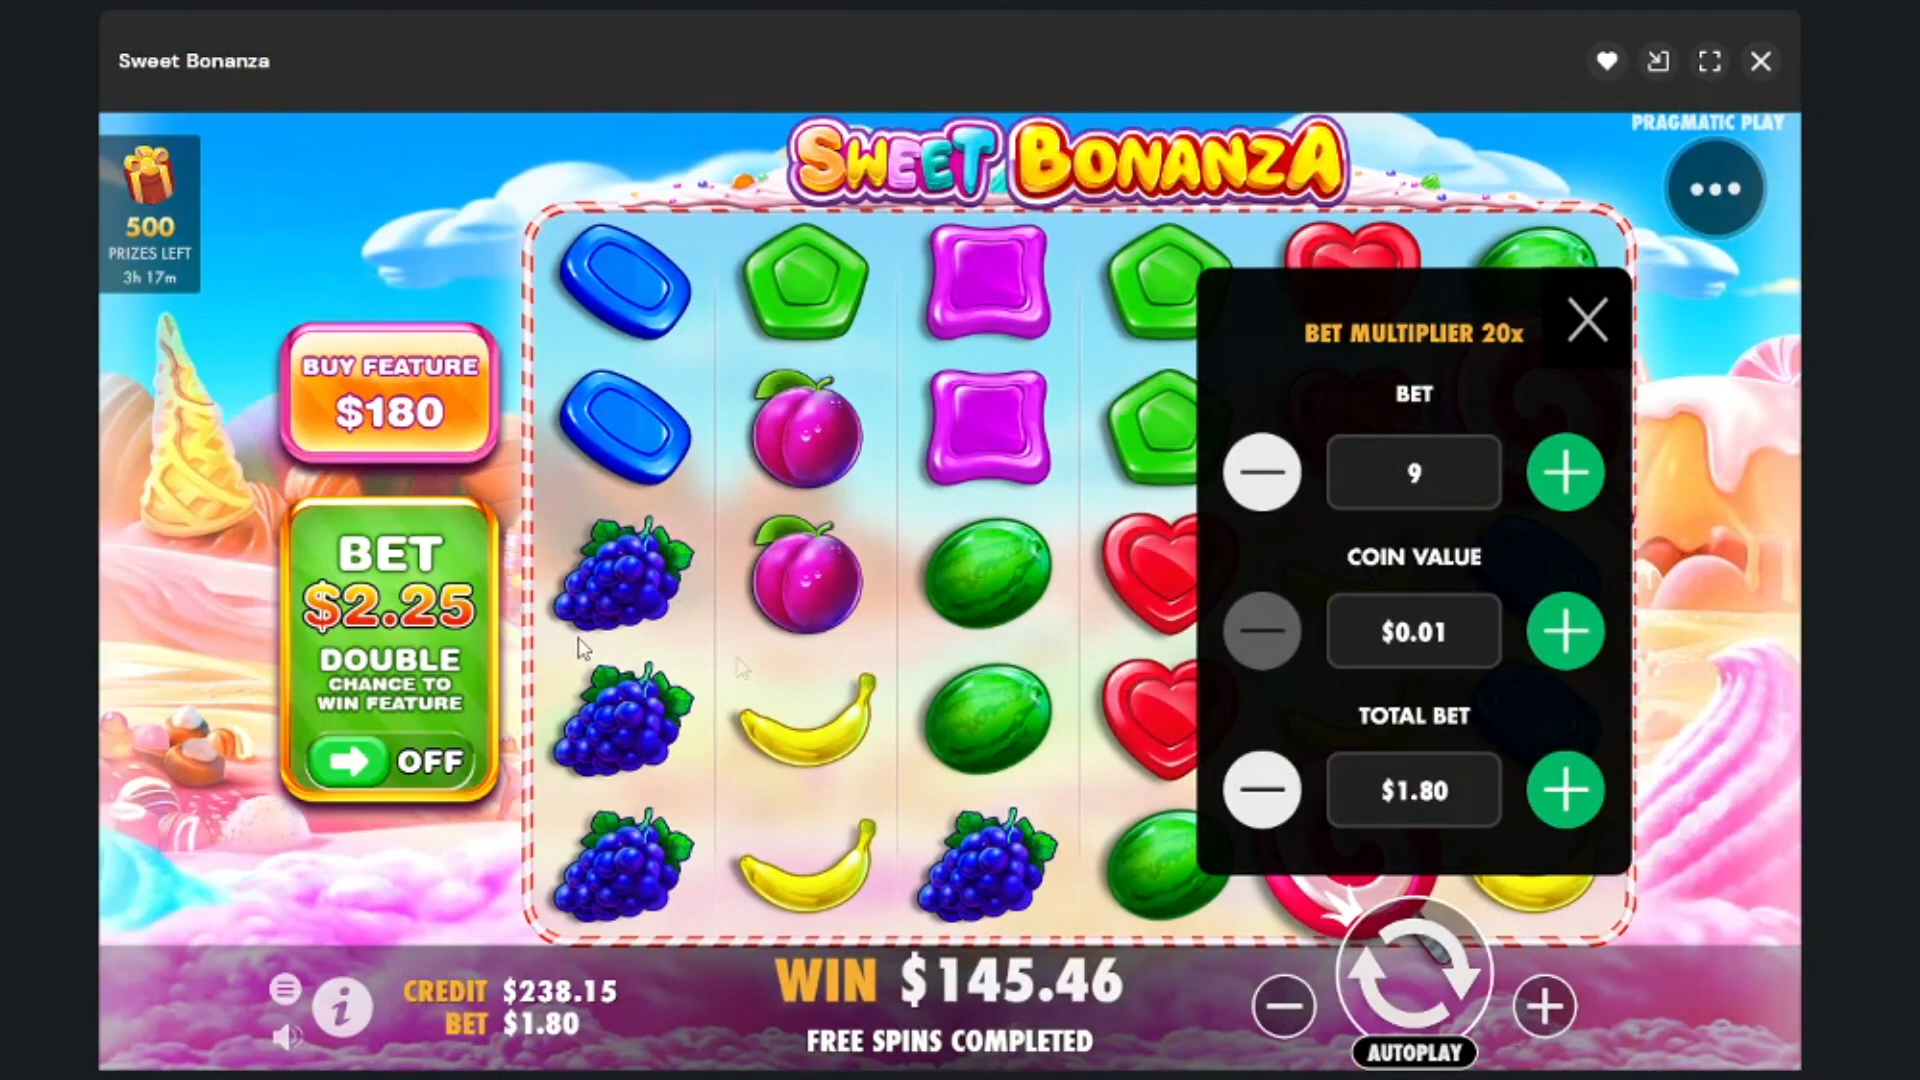 Sweet Bonanza
PRAGMATIC PLAY
SWEET BONANZA
500
PRIZES LEFT
3h 17m
BUY FEATURE
$180
BET
$2.25
DOUBLE
CHANCE TO
WIN FEATURE
OFF
BET MULTIPLIER 20x
BET
9
COIN VALUE
$0.01
TOTAL BET
$1.80
CREDIT $238.15
BET $1.80
WIN $145.46
FREE SPINS COMPLETED
AUTOPLAY